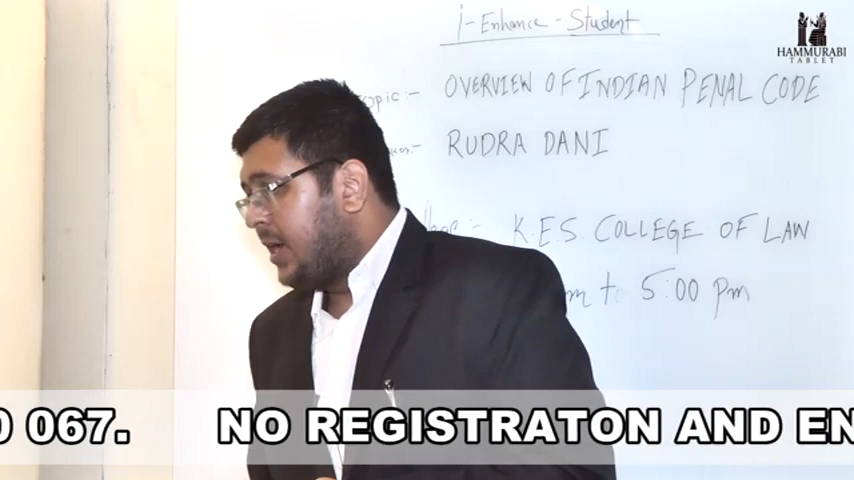 i-Enhance-Student
HAMMURABI
TABLET
topic:- OVERVIEW OF INDIAN PENAL CODE
RUDRA DANI
K.E.S. COLLEGE OF LAW
to 5:00 pm
0 067. NO REGISTRATON AND EN